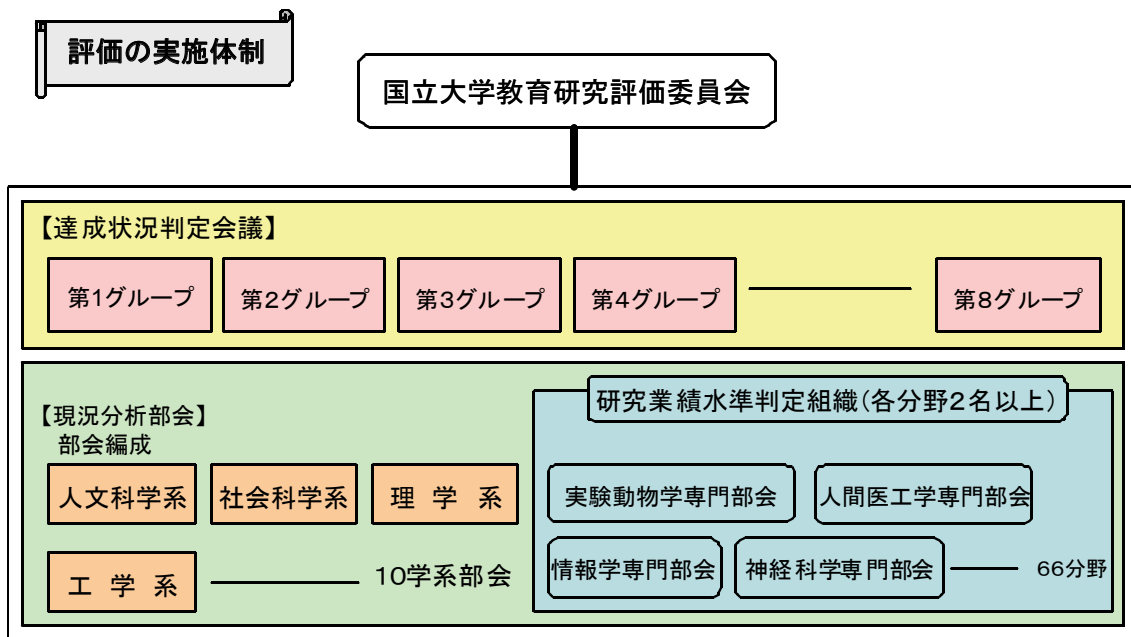 評価の実施体制
国立大学教育研究評価委員会
【達成状況判定会議】
第1グループ
第2グループ
第3グループ
第4グループ
第8グループ
【現況分析部会】
部会編成
人文科学系
社会科学系
理学系
工学系
10学系部会
研究業績水準判定組織(各分野2名以上)
実験動物学専門部会
人間医工学専門部会
情報学専門部会
神経科学専門部会
66分野